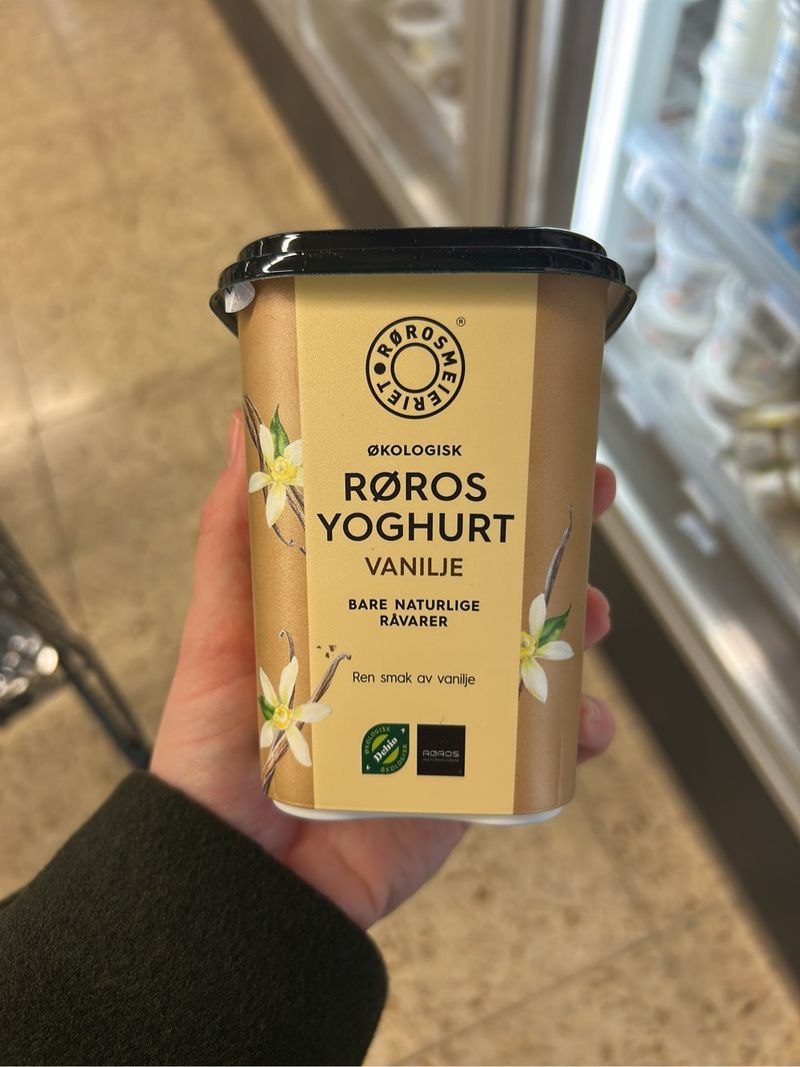 RØROSMEIERIET
®
ØKOLOGISK
RØROS
YOGHURT
VANILJE
BARE NATURLIGE
RÅVARER
Ren smak av vanilje
ØKOLOGISK
Debio
ØKOLOGISK
RØROS